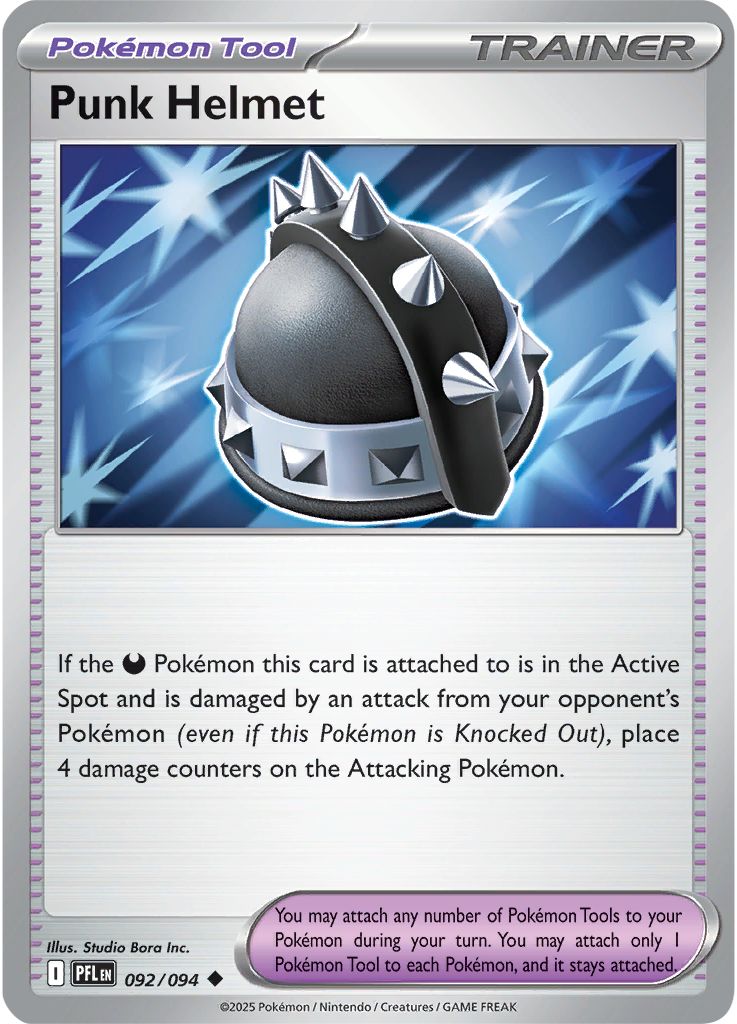 Pokémon Tool
TRAINER
Punk Helmet
If the Pokémon this card is attached to is in the Active
Spot and is damaged by an attack from your opponent's
Pokémon (even if this Pokémon is Knocked Out), place
4 damage counters on the Attacking Pokémon.
You may attach any number of Pokémon Tools to your
Pokémon during your turn. You may attach only 1
Pokémon Tool to each Pokémon, and it stays attached.
Illus. Studio Bora Inc.
I PFL EN 092/094
©2025 Pokémon / Nintendo / Creatures / GAME FREAK